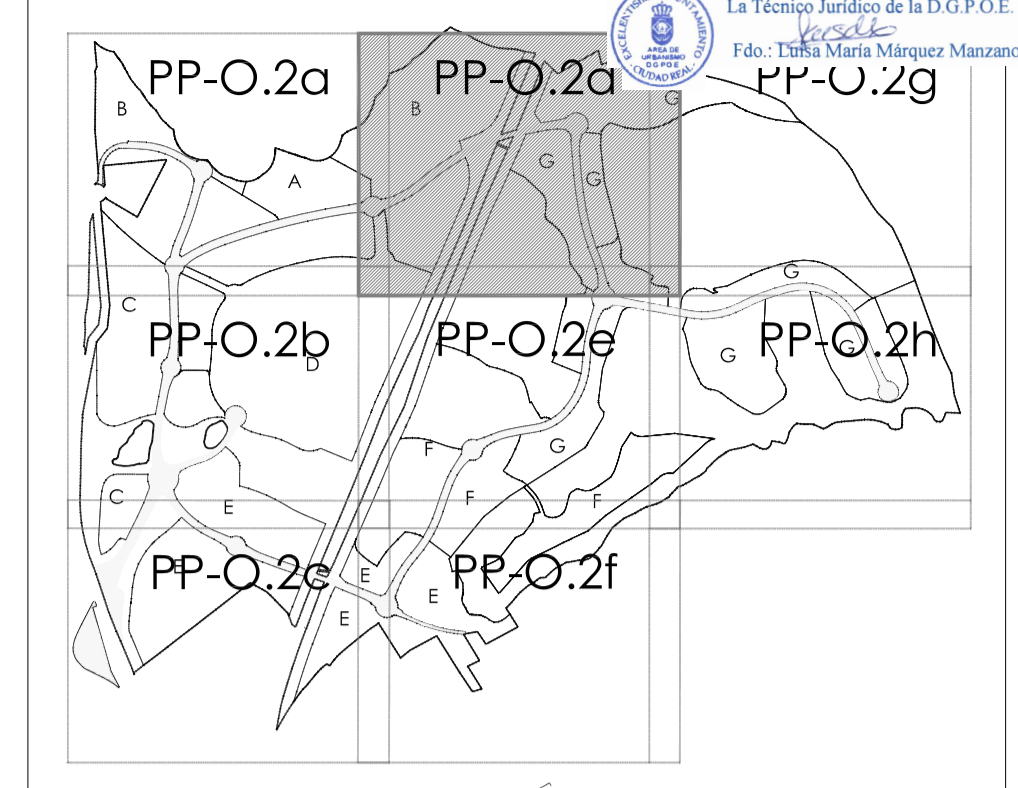 La Técnico Jurídico de la D.G.P.O.E.
Fdo.: Luisa María Márquez Manzano
AREA DE
URBANISMO
DGPOE
CIUDAD REAL
PP-O.2a
PP-O.2d
PP-O.2g
B
B
G
A
G
G
C
G
PP-O.2b
PP-O.2e
PP-O.2h
D
G
G
F
G
C
E
F
F
PP-O.2c
PP-O.2f
E
E
E
E